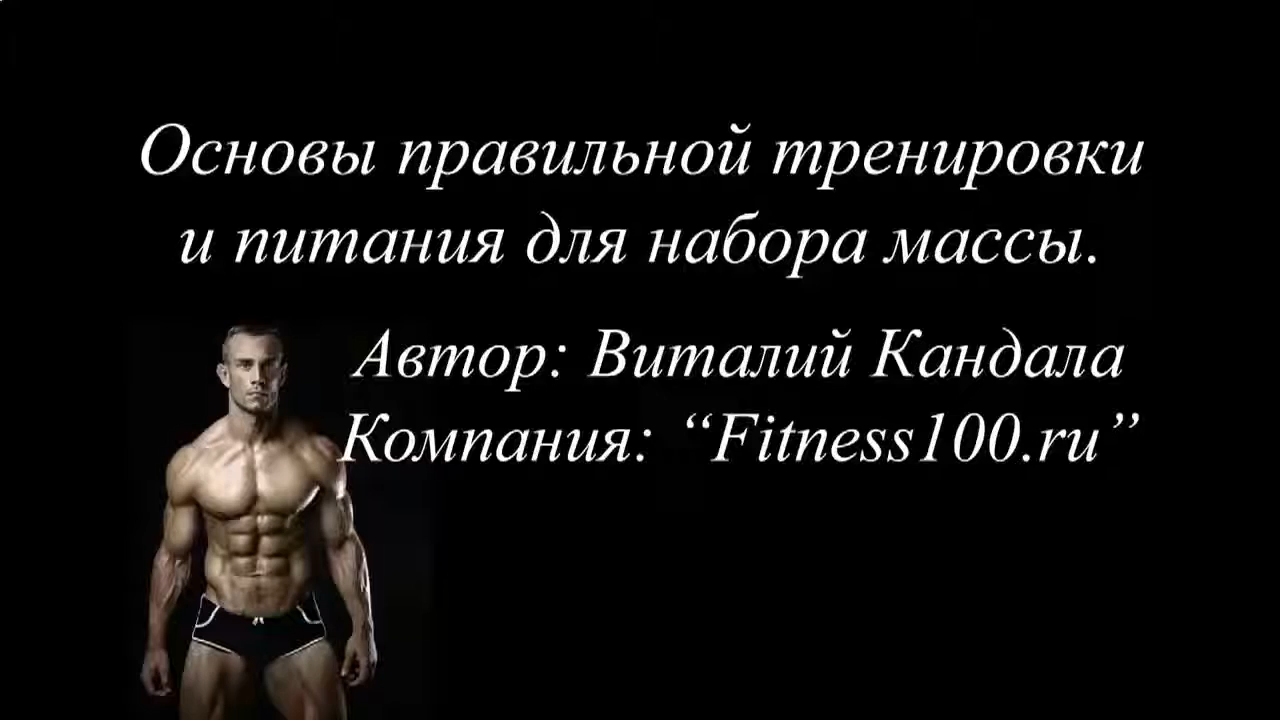 Основы правильной тренировки
и питания для набора массы.
Автор: Виталий Кандала
Компания: “Fitness100.ru”